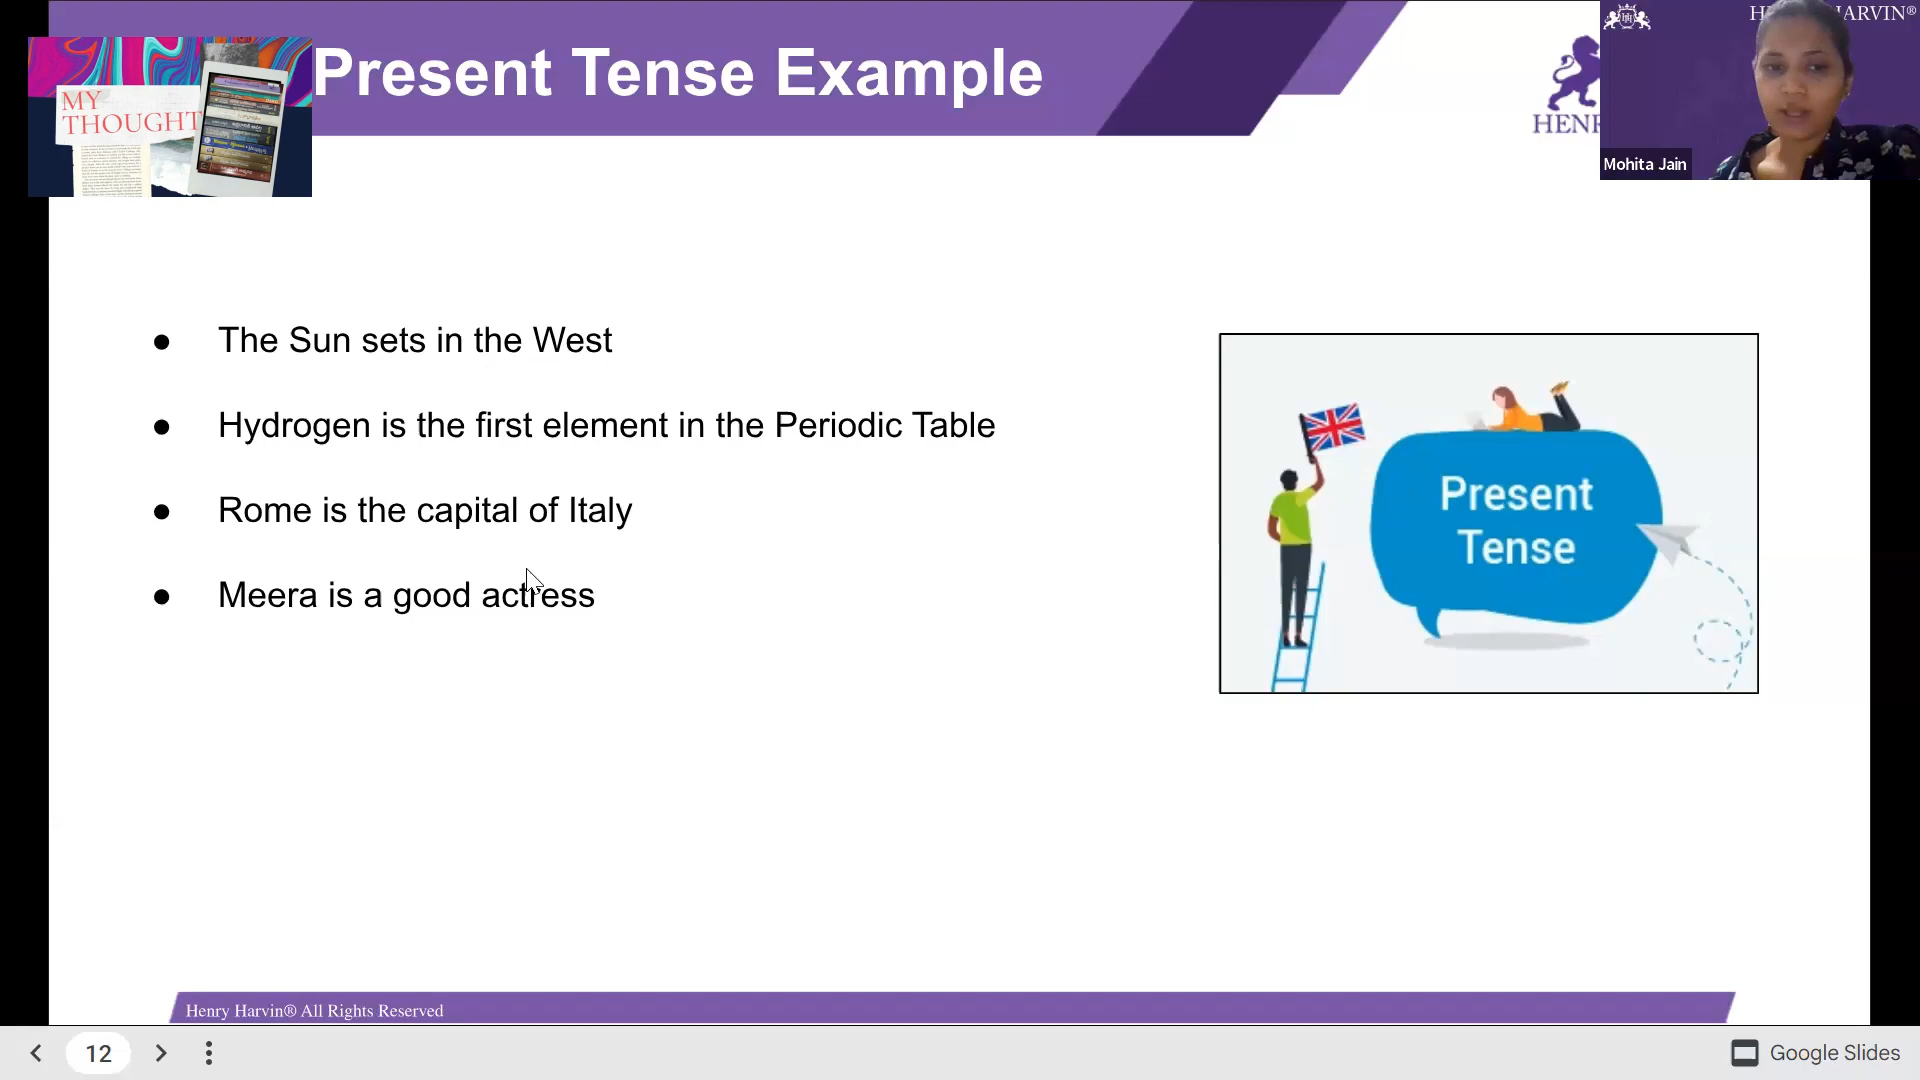 Present Tense Example
MY
THOUGHT
HENR
H
ARVIN®
Mohita Jain
● The Sun sets in the West
● Hydrogen is the first element in the Periodic Table
● Rome is the capital of Italy
● Meera is a good actress
Present
Tense
Henry Harvin® All Rights Reserved
12
Google Slides